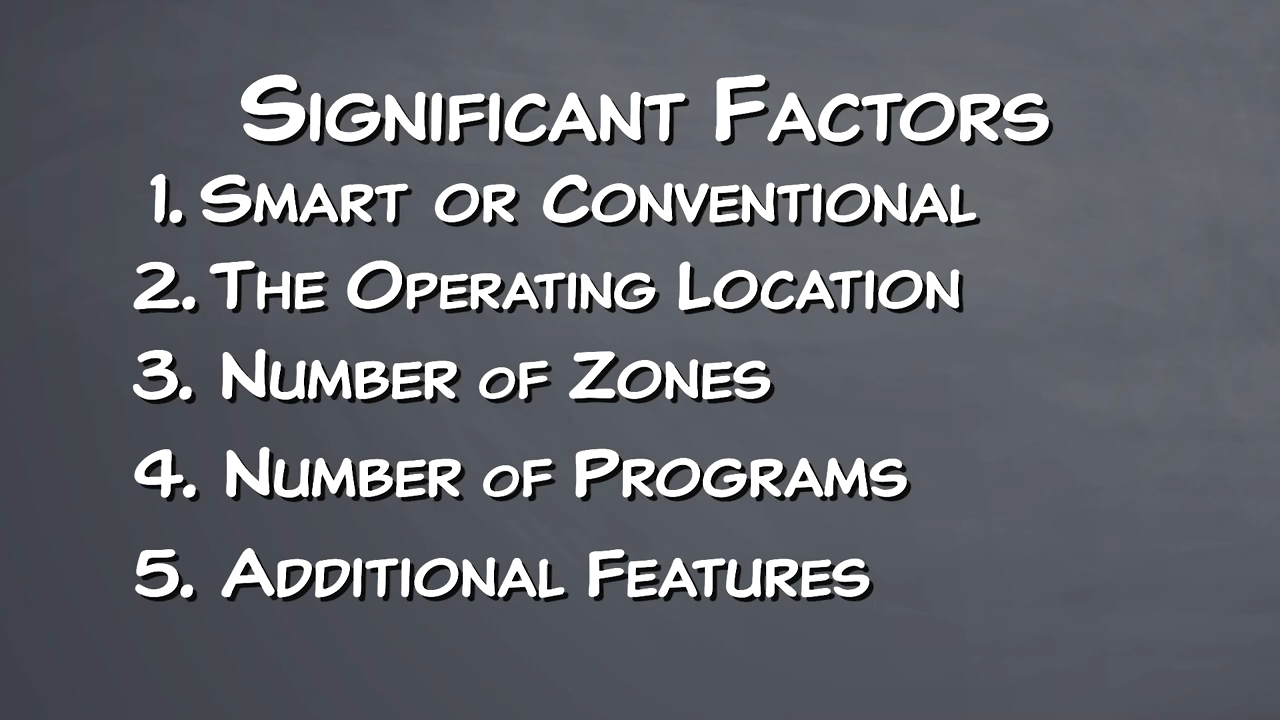 Significant Factors
1. Smart or Conventional
2. The Operating Location
3. Number of Zones
4. Number of Programs
5. Additional Features